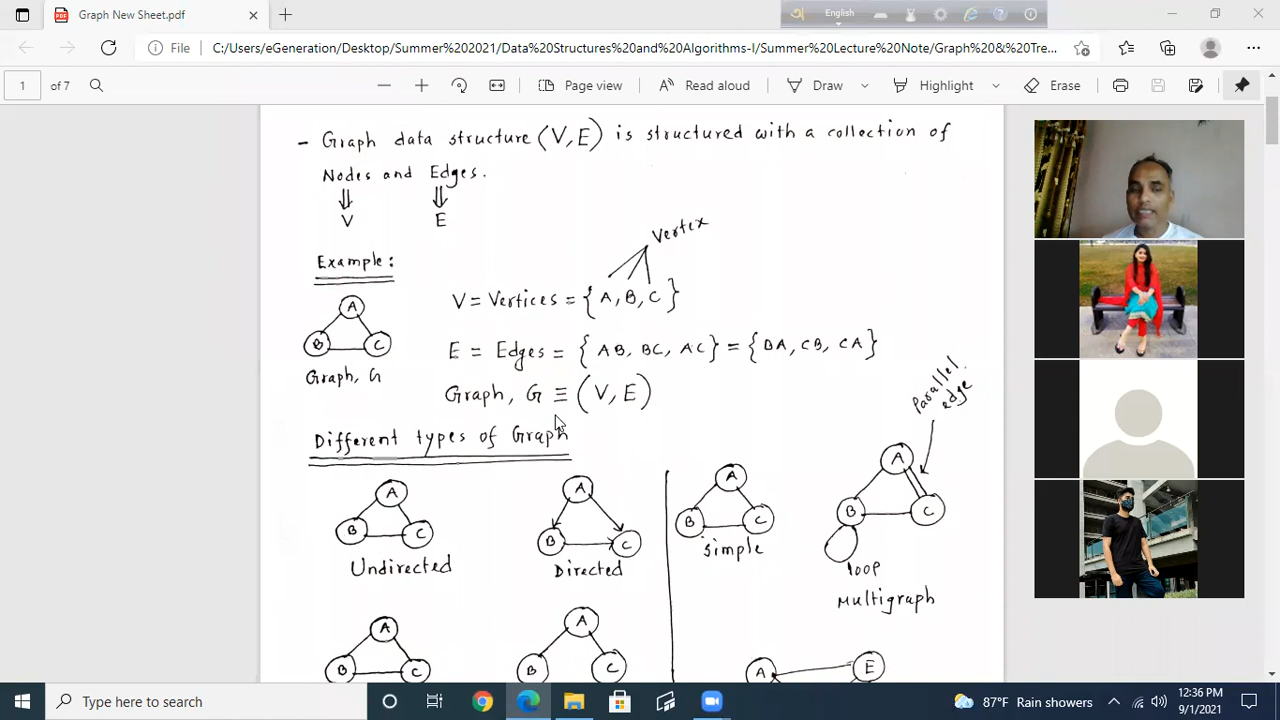 Graph New Sheet.pdf
English
File
C:/Users/eGeneration/Desktop/Summer%202021/Data%20Structures%20and%20Algorithms-I/Summer%20Lecture%20Note/Graph%20&%20Tre...
1 of 7
Page view
Read aloud
Draw
Highlight
Erase
- Graph data structure (V, E) is structured with a collection of
Nodes and Edges.
⇓ ⇓
V E
Vertex
Example:
V = Vertices = {A, B, C}
A
B C
E = Edges = {AB, BC, AC} = {BA, CB, CA}
Graph, G
Graph, G ≡ (V, E)
Parallel edge
Different types of Graph
A
B C
Undirected
A
B C
Directed
A
B C
Simple
A
B C
loop
Multigraph
A
B C
A
B C
A E
Type here to search
87°F Rain showers
12:36 PM
9/1/2021